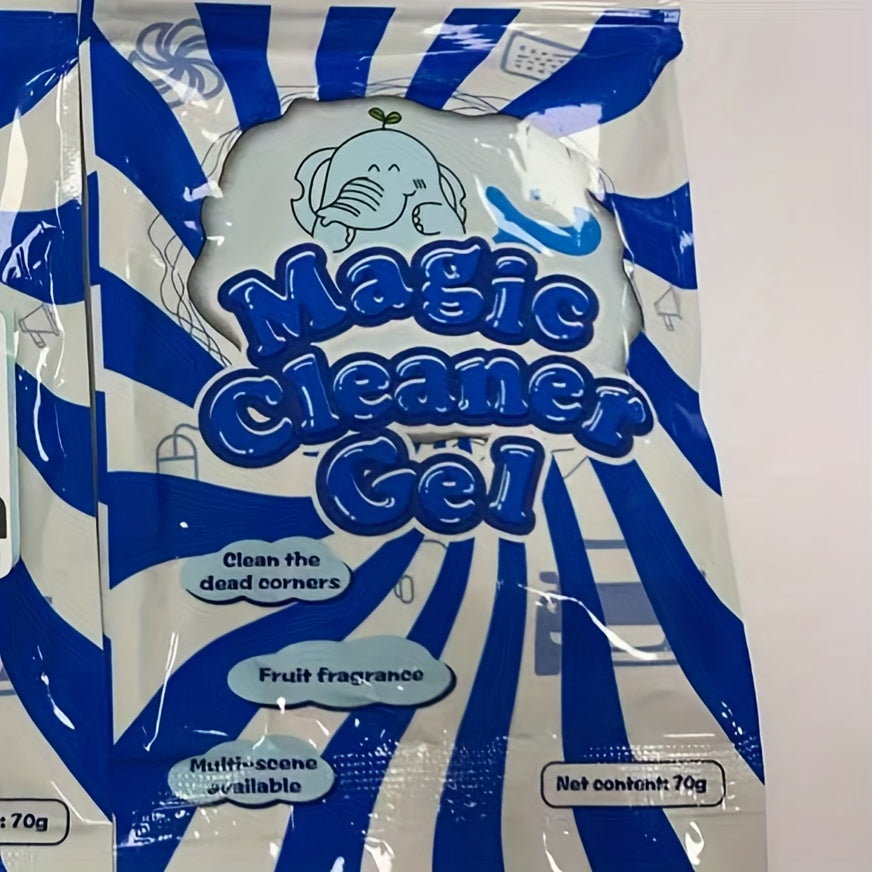 Magic
Cleaner
Gel
Clean the
dead corners
Fruit fragrance
Multi-scene
available
Net content: 70g
: 70g